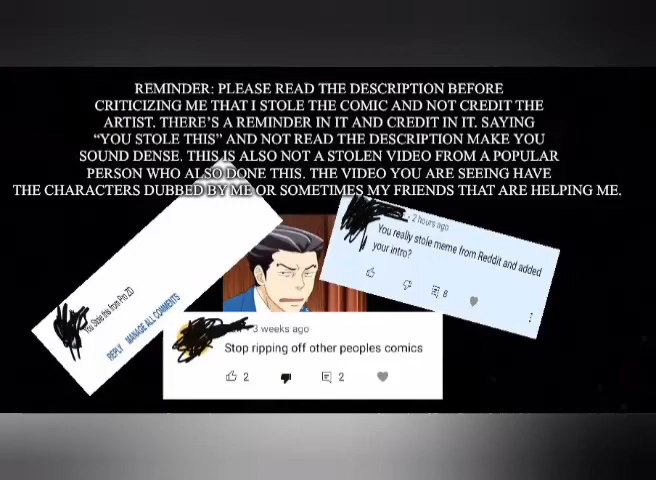 REMINDER: PLEASE READ THE DESCRIPTION BEFORE
CRITICIZING ME THAT I STOLE THE COMIC AND NOT CREDIT THE
ARTIST. THERE'S A REMINDER IN IT AND CREDIT IN IT. SAYING
"YOU STOLE THIS" AND NOT READ THE DESCRIPTION MAKE YOU
SOUND DENSE. THIS IS ALSO NOT A STOLEN VIDEO FROM A POPULAR
PERSON WHO ALSO DONE THIS. THE VIDEO YOU ARE SEEING HAVE
THE CHARACTERS DUBBED BY ME OR SOMETIMES MY FRIENDS THAT ARE HELPING ME.
2 hours ago
You really stole meme from Reddit and added
your intro?
8
You Stole this from Pro ZD
REPLY MANAGE ALL COMMENTS
3 weeks ago
Stop ripping off other peoples comics
2 2